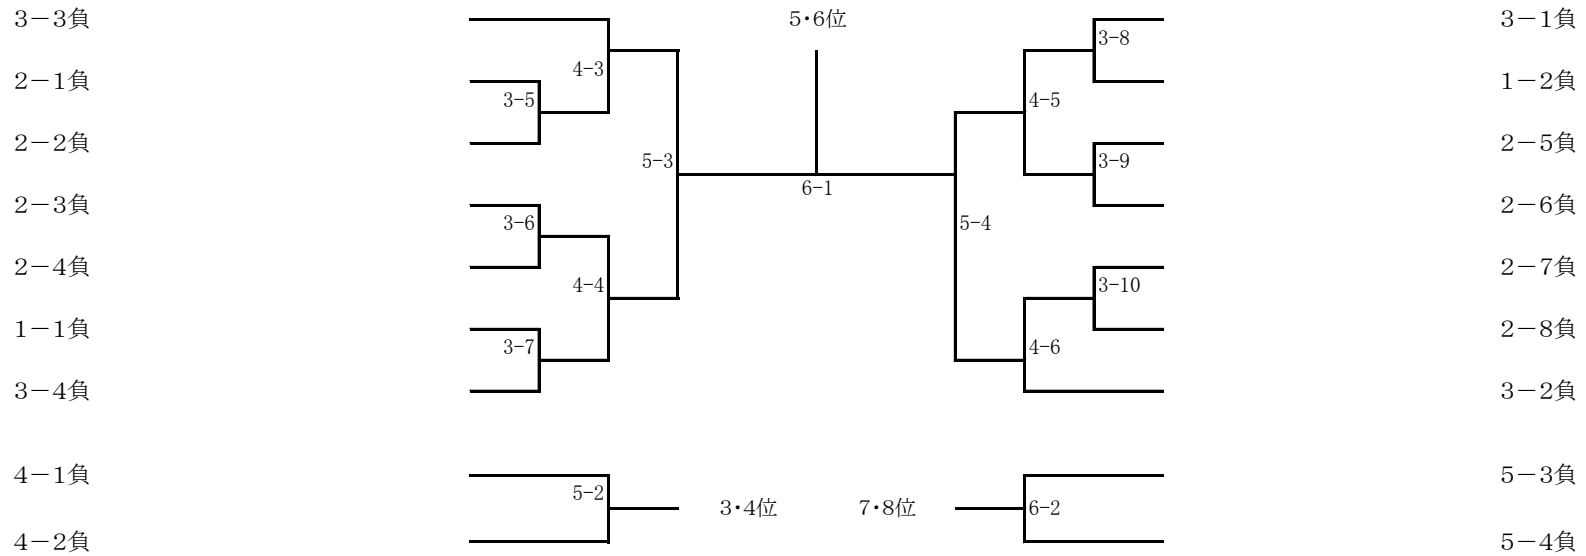 3－3負
5・6位
3－1負
3-8
4-3
2－1負
1－2負
3-5
4-5
2－2負
2－5負
5-3
3-9
6-1
2－3負
2－6負
3-6
5-4
2－4負
2－7負
4-4
3-10
1－1負
2－8負
3-7
4-6
3－4負
3－2負
4－1負
5－3負
5-2
3・4位
7・8位
6-2
4－2負
5－4負